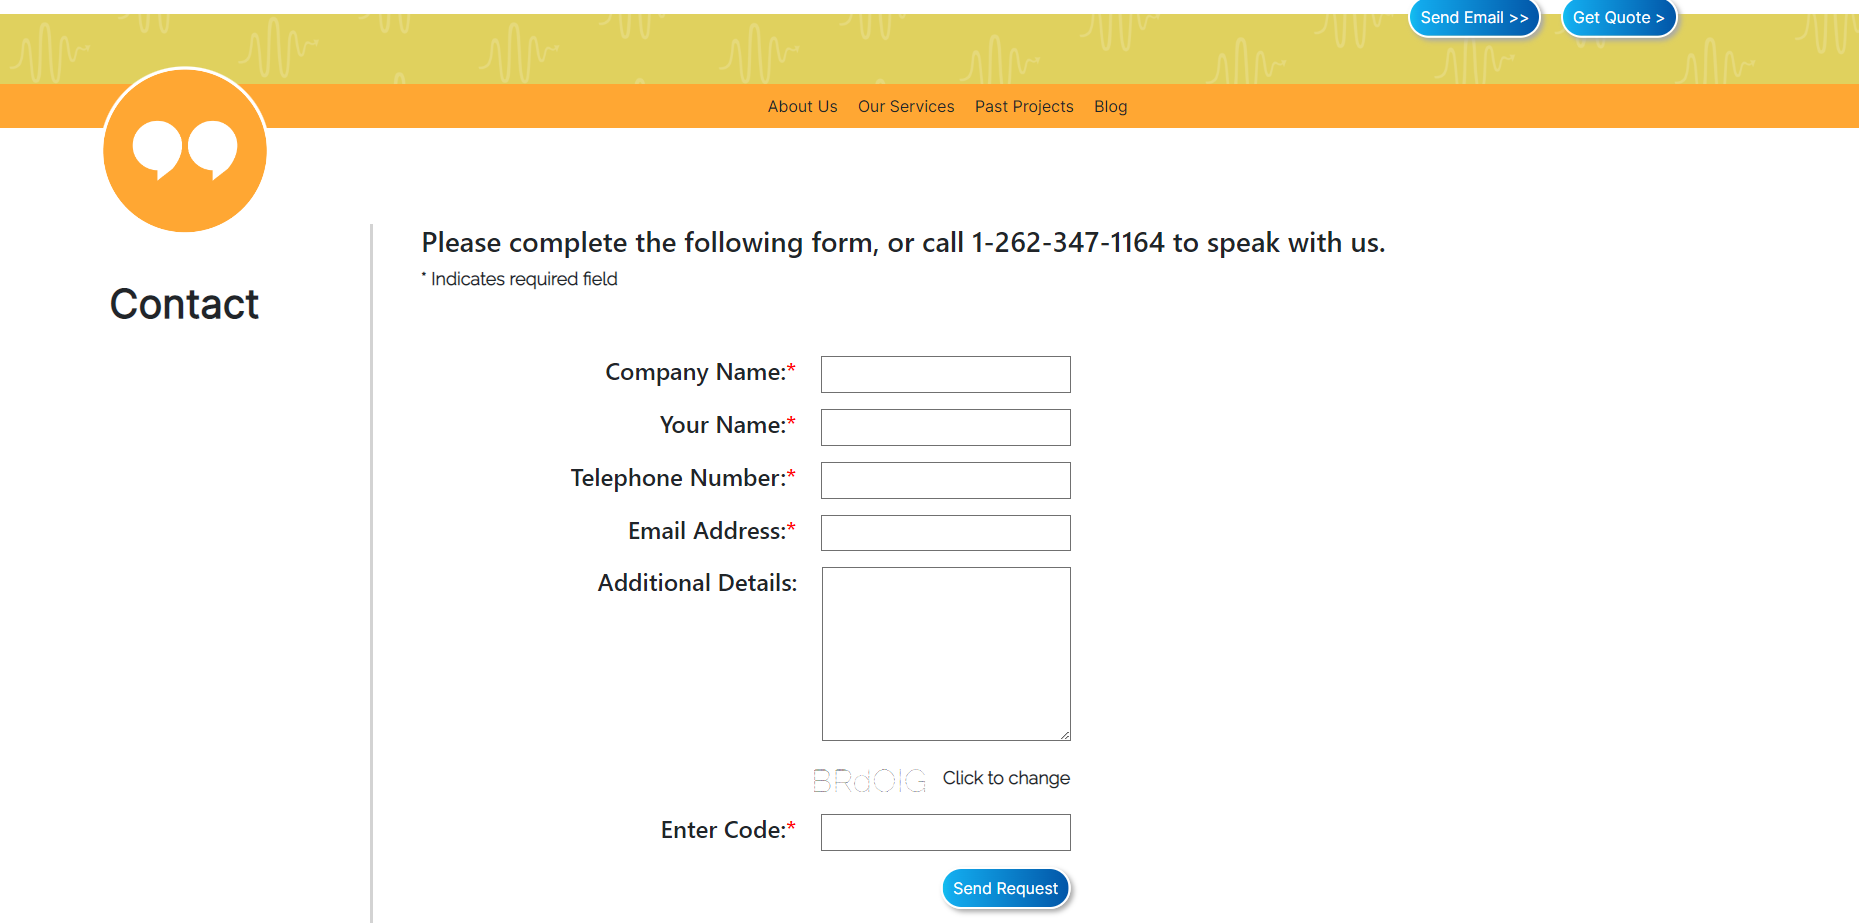 Send Email >> Get Quote >
About Us Our Services Past Projects Blog
Please complete the following form, or call 1-262-347-1164 to speak with us.
* Indicates required field
Contact
Company Name:*
Your Name:*
Telephone Number:*
Email Address:*
Additional Details:
Click to change
Enter Code:*
Send Request